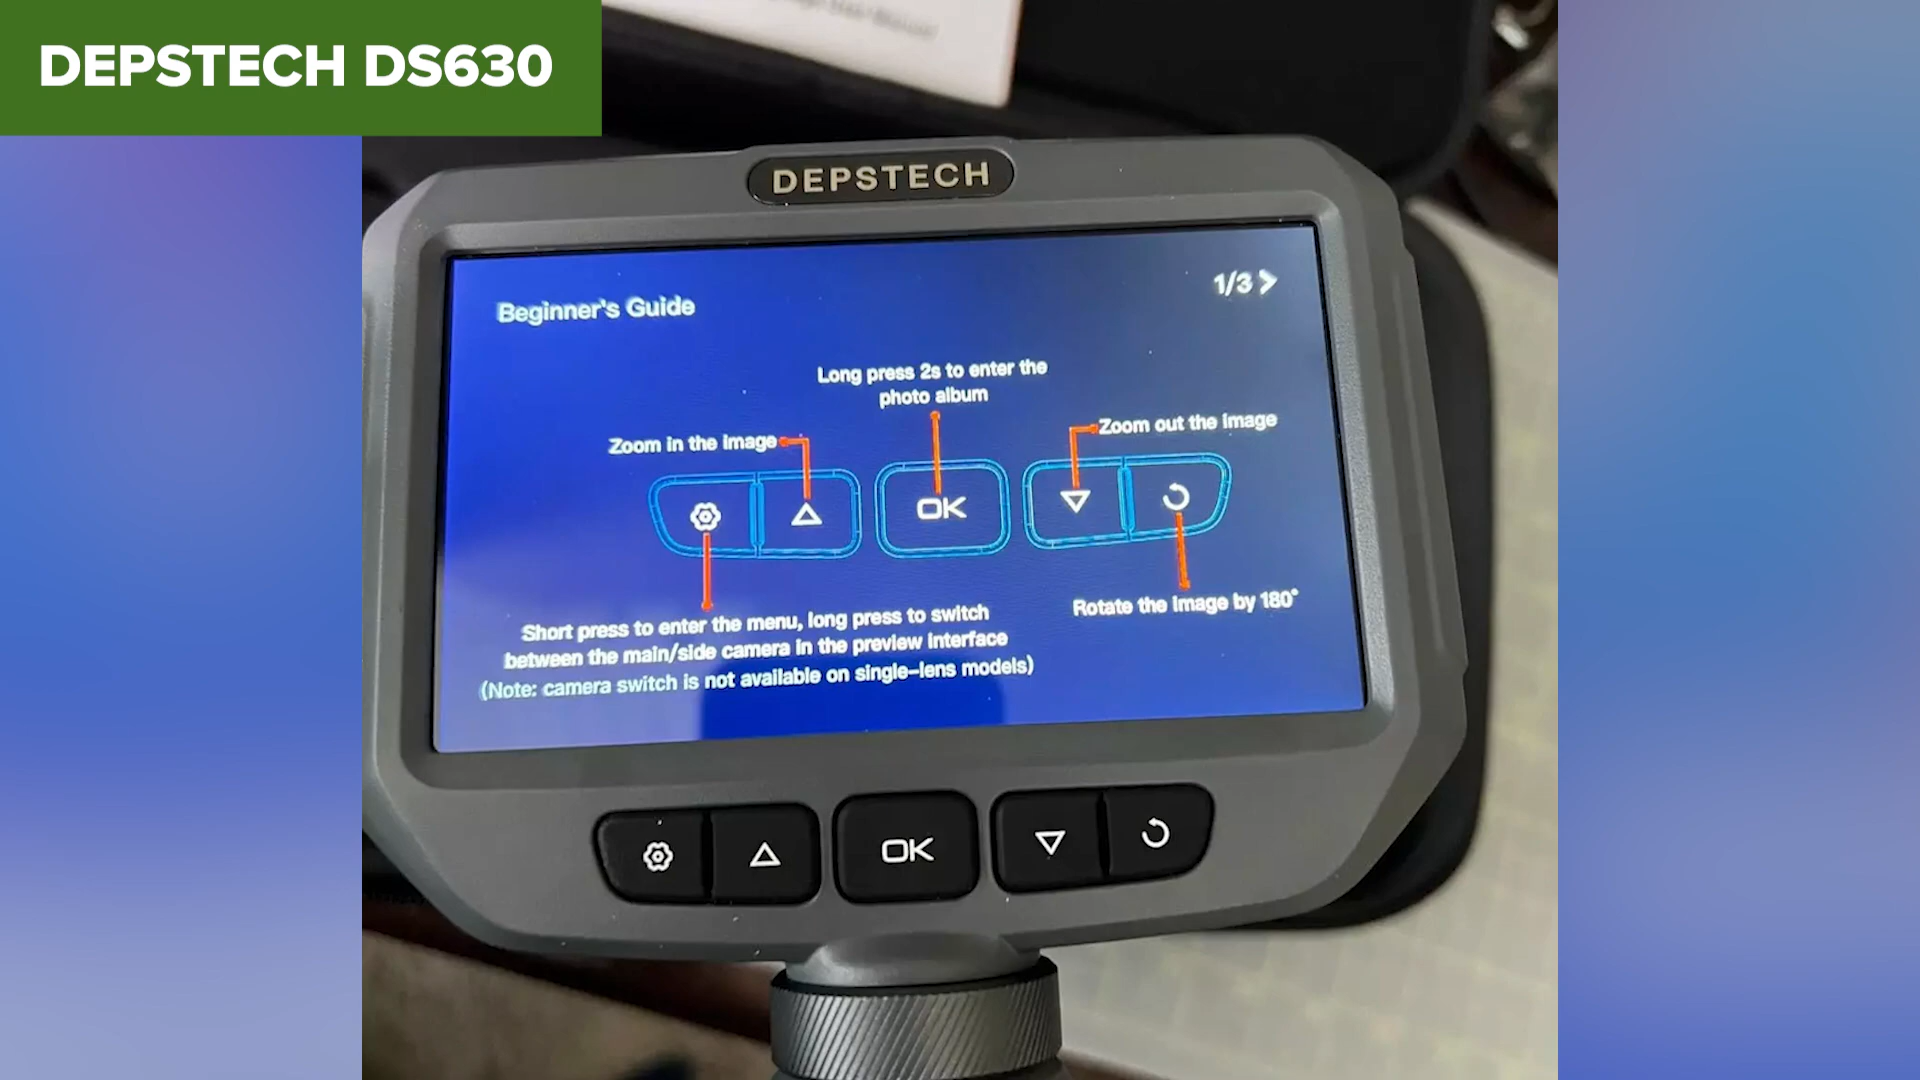 DEPSTECH DS630
DEPSTECH
Beginner's Guide
1/3
Long press 2s to enter the
photo album
Zoom in the image
Zoom out the image
OK
Short press to enter the menu, long press to switch
between the main/side camera in the preview interface
(Note: camera switch is not available on single-lens models)
Rotate the image by 180°
OK